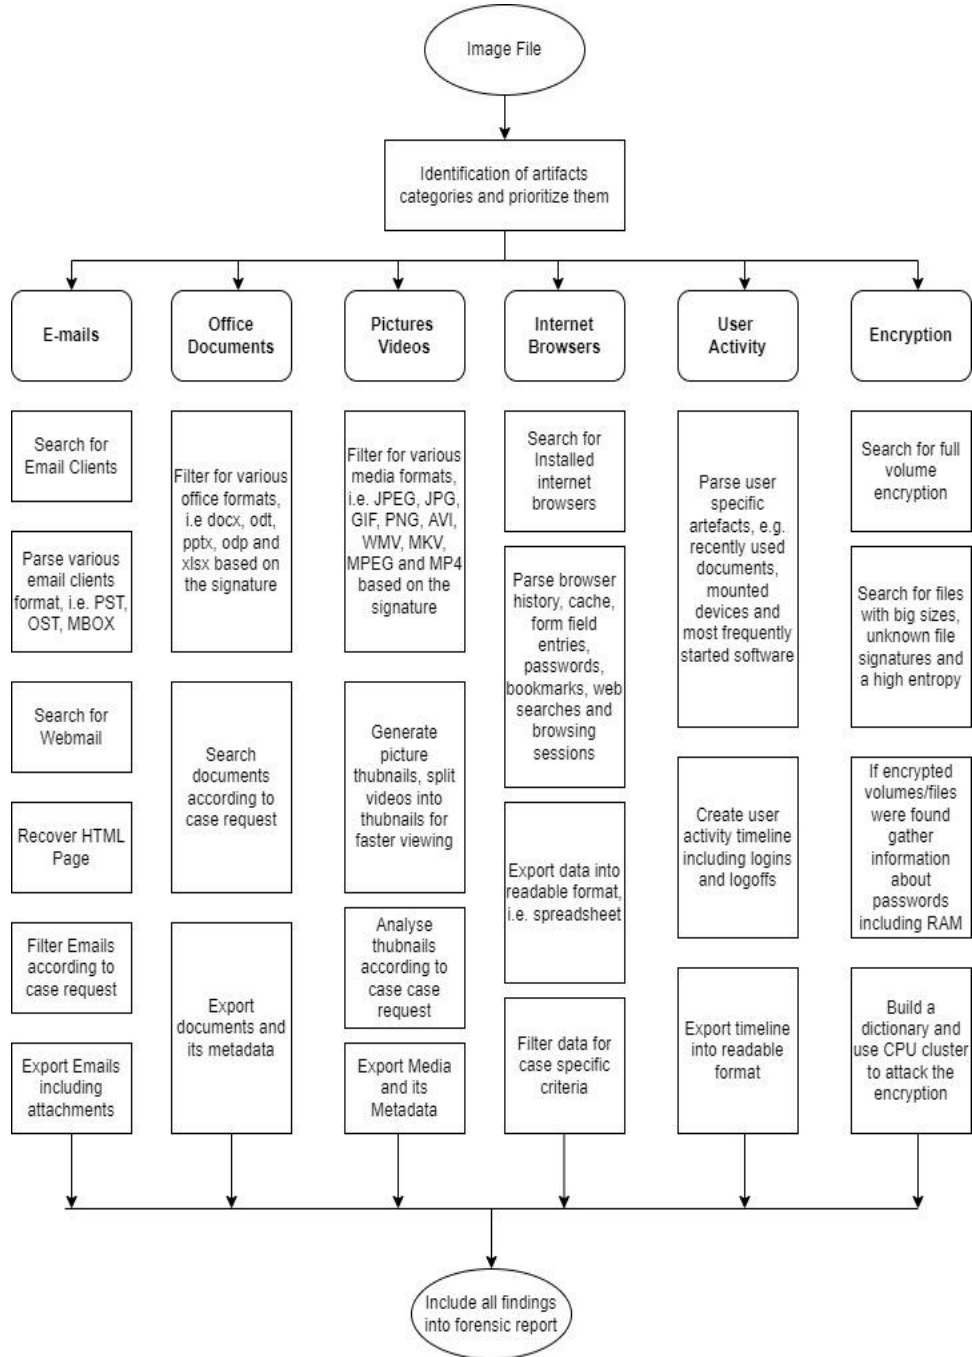 Image File
Identification of artifacts
categories and prioritize them
E-mails
Office
Documents
Pictures
Videos
Internet
Browsers
User
Activity
Encryption
Search for
Email Clients
Parse various
email clients
format, i.e. PST,
OST, MBOX
Search for
Webmail
Recover HTML
Page
Filter Emails
according to
case request
Export Emails
including
attachments
Filter for various
office formats,
i.e docx, odt,
pptx, odp and
xlsx based on
the signature
Search
documents
according to
case request
Export
documents and
its metadata
Filter for various
media formats,
i.e. JPEG, JPG,
GIF, PNG, AVI,
WMV, MKV,
MPEG and MP4
based on the
signature
Generate
picture
thubnails, split
videos into
thubnails for
faster viewing
Analyse
thubnails
according to
case case
request
Export Media
and its
Metadata
Search for
Installed
internet
browsers
Parse browser
history, cache,
form field
entries,
passwords,
bookmarks, web
searches and
browsing
sessions
Export data into
readable format,
i.e. spreadsheet
Filter data for
case specific
criteria
Parse user
specific
artefacts, e.g.
recently used
documents,
mounted
devices and
most frequently
started software
Create user
activity timeline
including logins
and logoffs
Export timeline
into readable
format
Search for full
volume
encryption
Search for files
with big sizes,
unknown file
signatures and
a high entropy
If encrypted
volumes/files
were found
gather
information
about
passwords
including RAM
Build a
dictionary and
use CPU cluster
to attack the
encryption
Include all findings
into forensic report